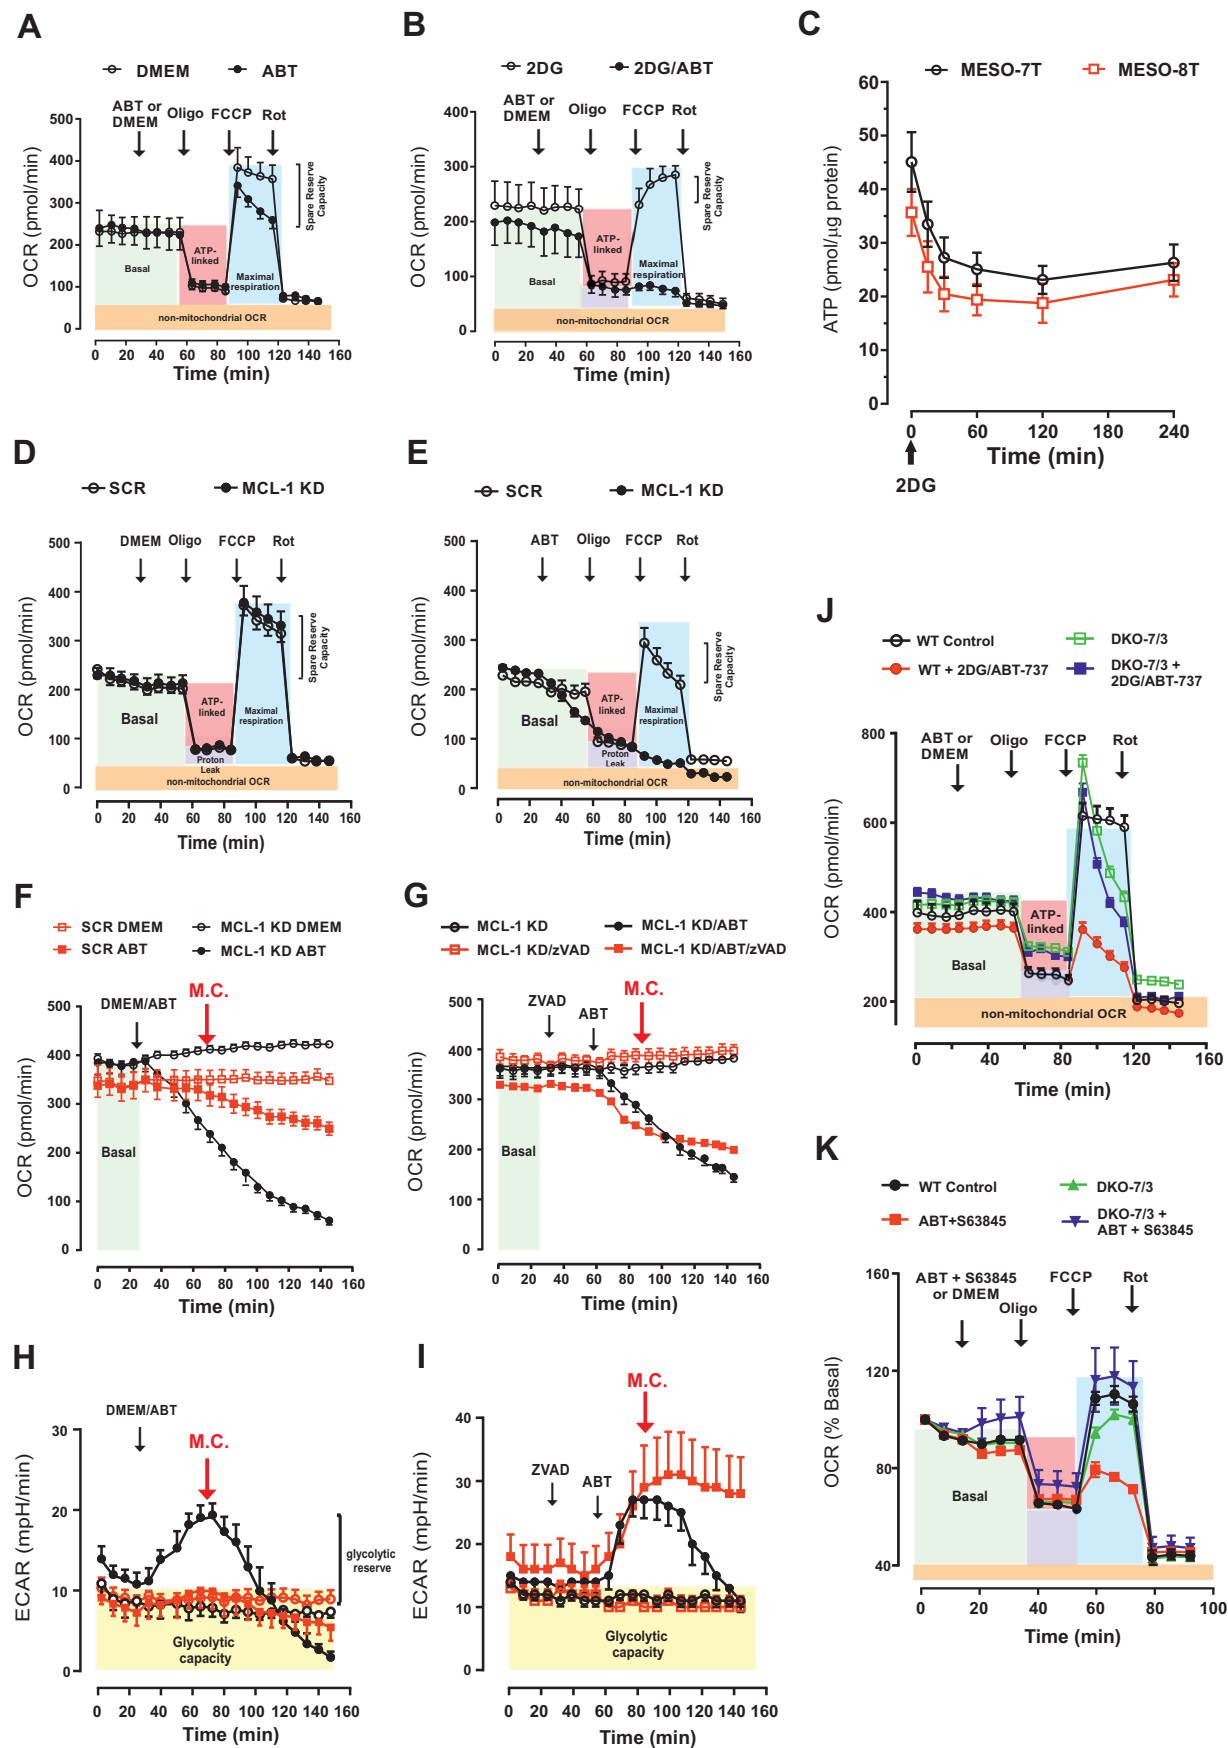 A
DMEM
ABT
ABT or
DMEM
Oligo
FCCP
Rot
OCR (pmol/min)
500
400
300
200
100
0
Spare Reserve
Capacity
ATP-
linked
Basal
Maximal
respiration
non-mitochondrial OCR
0 20 40 60 80 100 120 140 160
Time (min)
B
2DG
2DG/ABT
ABT or
DMEM
Oligo
FCCP
Rot
OCR (pmol/min)
400
300
200
100
0
Spare Reserve
Capacity
ATP-
linked
Basal
Maximal
respiration
non-mitochondrial OCR
0 20 40 60 80 100 120 140 160
Time (min)
C
MESO-7T
MESO-8T
ATP (pmol/μg protein)
60
50
40
30
20
10
0
0 60 120 180 240
Time (min)
2DG
D
SCR
MCL-1 KD
DMEM
Oligo
FCCP
Rot
OCR (pmol/min)
500
400
300
200
100
0
Spare Reserve
Capacity
ATP-
linked
Basal
Maximal
respiration
Proton
Leak
non-mitochondrial OCR
0 20 40 60 80 100 120 140 160
Time (min)
E
SCR
MCL-1 KD
ABT
Oligo
FCCP
Rot
OCR (pmol/min)
500
400
300
200
100
0
Spare Reserve
Capacity
ATP-
linked
Basal
Maximal
respiration
Proton
Leak
non-mitochondrial OCR
0 20 40 60 80 100 120 140 160
Time (min)
F
SCR DMEM
MCL-1 KD DMEM
SCR ABT
MCL-1 KD ABT
DMEM/ABT
M.C.
OCR (pmol/min)
500
400
300
200
100
0
Basal
0 20 40 60 80 100 120 140 160
Time (min)
G
MCL-1 KD
MCL-1 KD/ABT
MCL-1 KD/zVAD
MCL-1 KD/ABT/zVAD
ZVAD
ABT
M.C.
OCR (pmol/min)
500
400
300
200
100
0
Basal
0 20 40 60 80 100 120 140 160
Time (min)
H
DMEM/ABT
M.C.
ECAR (mpH/min)
30
20
10
0
glycolytic
reserve
Glycolytic
capacity
0 20 40 60 80 100 120 140 160
Time (min)
I
M.C.
ZVAD
ABT
ECAR (mpH/min)
40
30
20
10
0
Glycolytic
capacity
0 20 40 60 80 100 120 140 160
Time (min)
J
WT Control
DKO-7/3
WT + 2DG/ABT-737
DKO-7/3 +
2DG/ABT-737
ABT or
DMEM
Oligo
FCCP
Rot
OCR (pmol/min)
800
600
400
200
ATP-
linked
Basal
non-mitochondrial OCR
0 40 80 120 160
Time (min)
K
WT Control
DKO-7/3
ABT+S63845
DKO-7/3 +
ABT + S63845
ABT + S63845
or DMEM
Oligo
FCCP
Rot
OCR (% Basal)
160
120
80
40
Basal
0 20 40 60 80 100
Time (min)